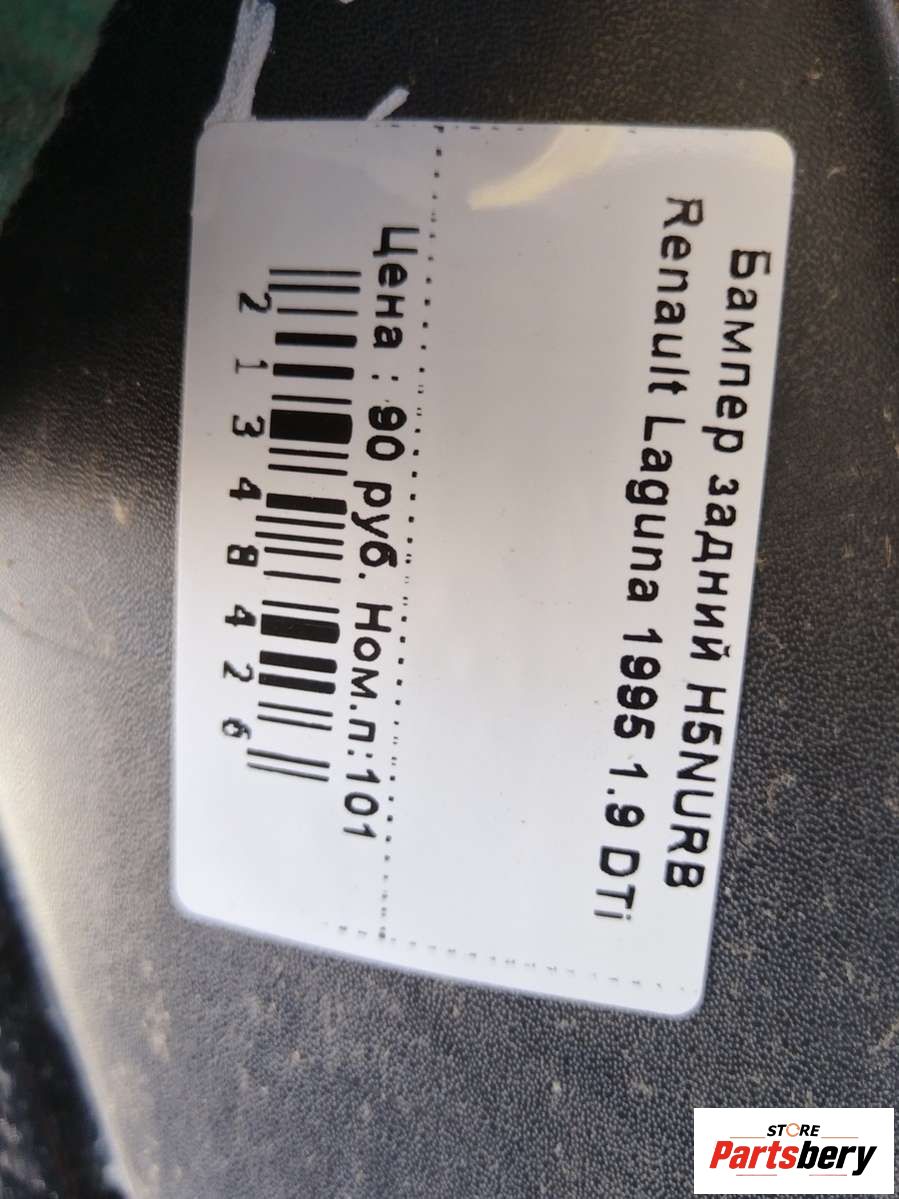 Бампер задний H5NURB
Renault Laguna 1995 1.9 DTi
Цена : 90 руб. Ном.п:101
2 1 3 4 8 4 2 6
STORE
Partsbery